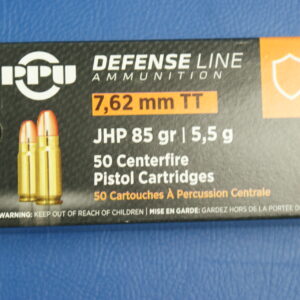 PPU
DEFENSE LINE
AMMUNITION
7,62 mm TT
JHP 85 gr | 5,5 g
50 Centerfire
Pistol Cartridges
50 Cartouches À Percussion Centrale
WARNING: KEEP OUT OF REACH OF CHILDREN | MISE EN GARDE: GARDEZ HORS DE LA PORTÉE